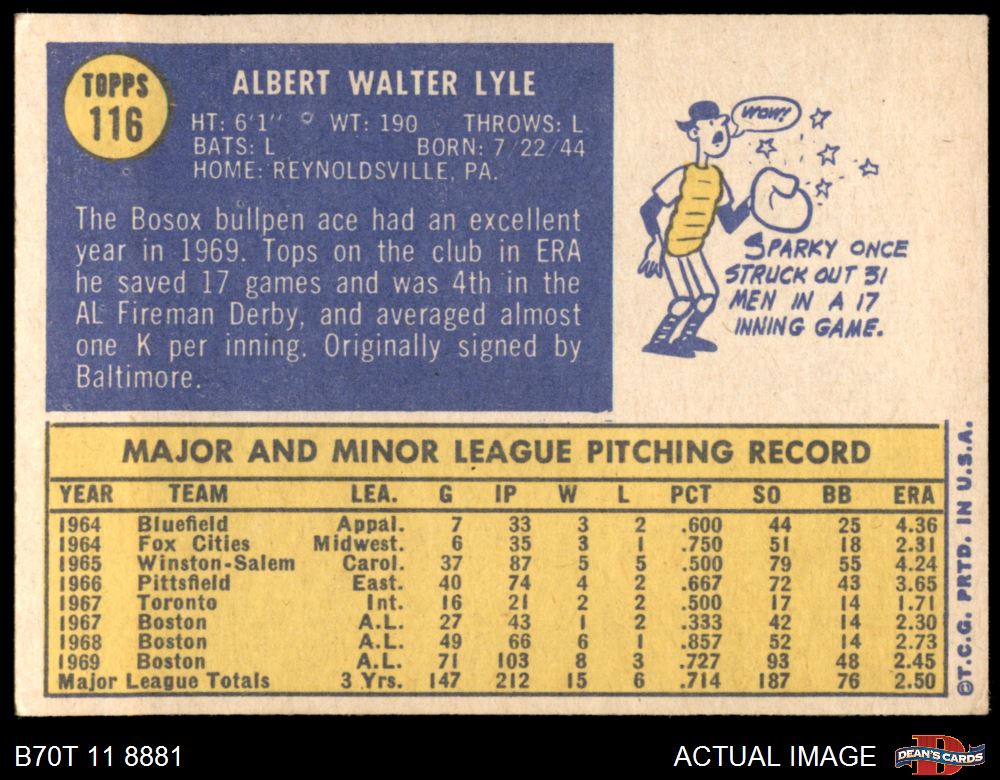 TOPPS
116
ALBERT WALTER LYLE
HT: 6'1" WT: 190 THROWS: L
BATS: L BORN: 7/22/44
HOME: REYNOLDSVILLE, PA.
The Bosox bullpen ace had an excellent
year in 1969. Tops on the club in ERA
he saved 17 games and was 4th in the
AL Fireman Derby, and averaged almost
one K per inning. Originally signed by
Baltimore.
WOW!
SPARKY ONCE
STRUCK OUT 31
MEN IN A 17
INNING GAME.
MAJOR AND MINOR LEAGUE PITCHING RECORD
YEAR TEAM LEA. G IP W L PCT SO BB ERA
1964 Bluefield Appal. 7 33 3 2 .600 44 25 4.36
1964 Fox Cities Midwest. 6 35 3 1 .750 51 18 2.31
1965 Winston-Salem Carol. 37 87 5 5 .500 79 55 4.24
1966 Pittsfield East. 40 74 4 2 .667 72 43 3.65
1967 Toronto Int. 16 21 2 2 .500 17 14 1.71
1967 Boston A.L. 27 43 1 2 .333 42 14 2.30
1968 Boston A.L. 49 66 6 1 .857 52 14 2.73
1969 Boston A.L. 71 103 8 3 .727 93 48 2.45
Major League Totals 3 Yrs. 147 212 15 6 .714 187 76 2.50
©T.C.G. PRTD. IN U.S.A.
B70T 11 8881
ACTUAL IMAGE
DEAN'S CARDS